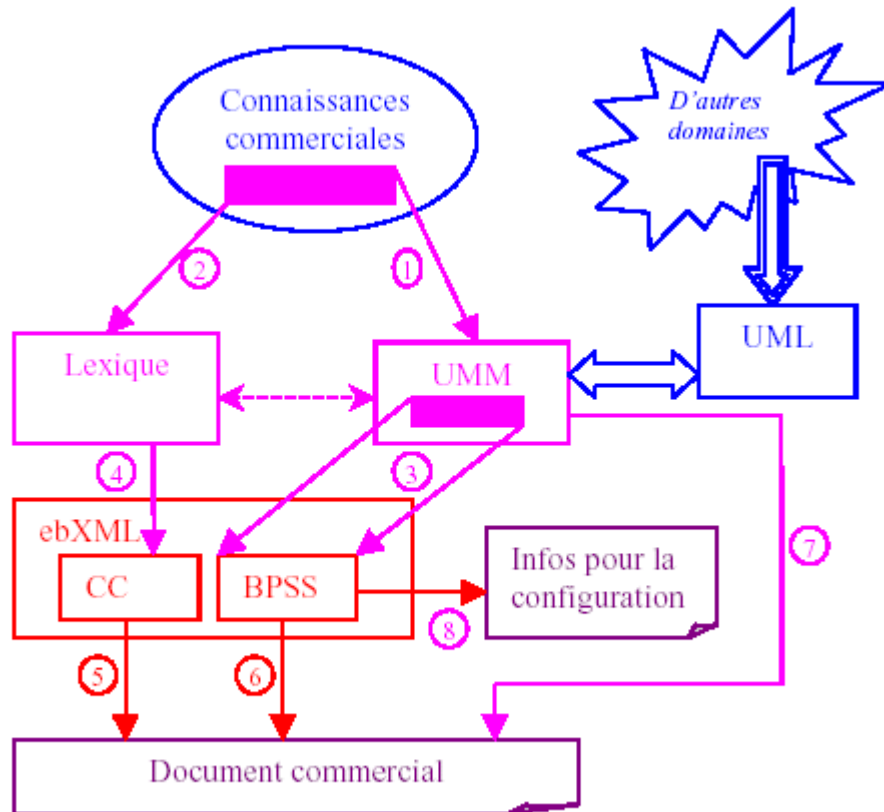 Connaissances
commerciales
D'autres
domaines
2
1
Lexique
UMM
UML
4
3
7
ebXML
CC
BPSS
Infos pour la
configuration
8
5
6
Document commercial